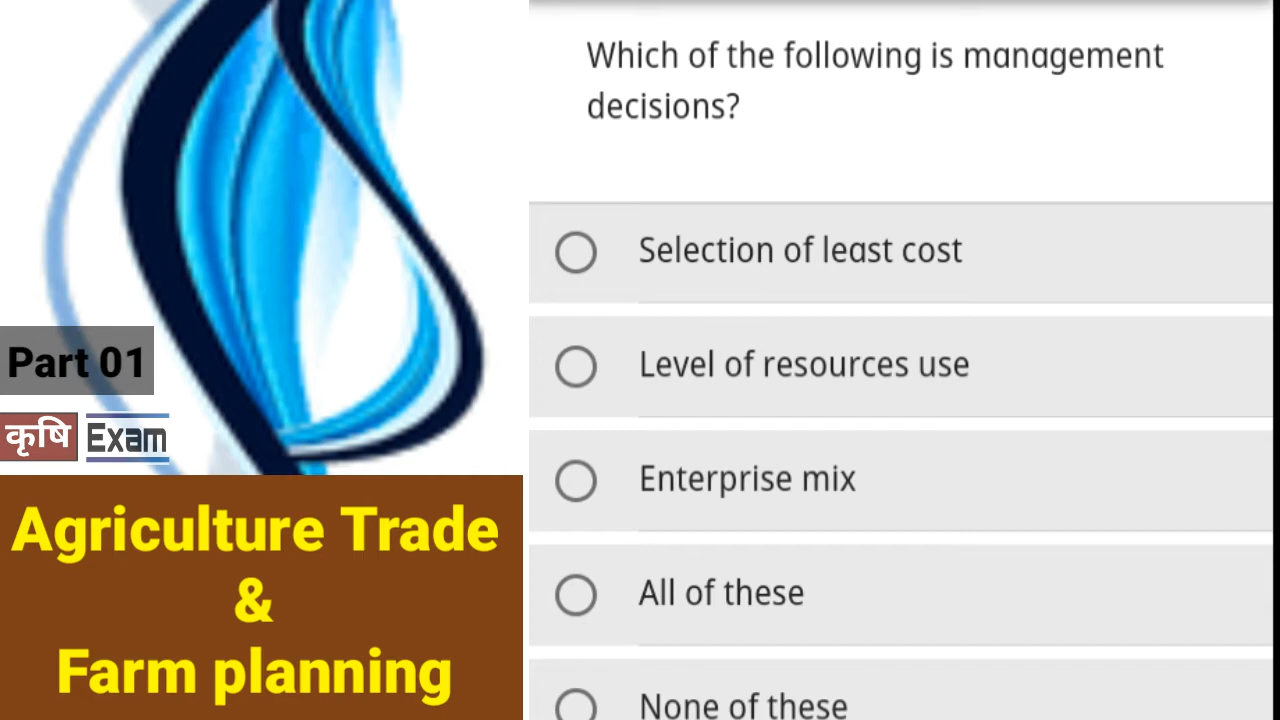 Part 01
कृषि Exam
Agriculture Trade
&
Farm planning
Which of the following is management
decisions?
Selection of least cost
Level of resources use
Enterprise mix
All of these
None of these